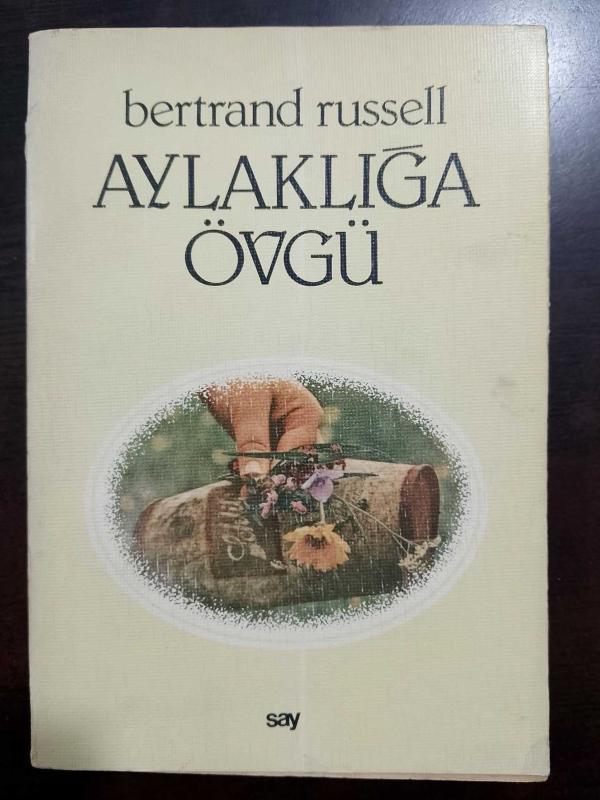 bertrand russell
AYLAKLIĞA
ÖVGÜ
say